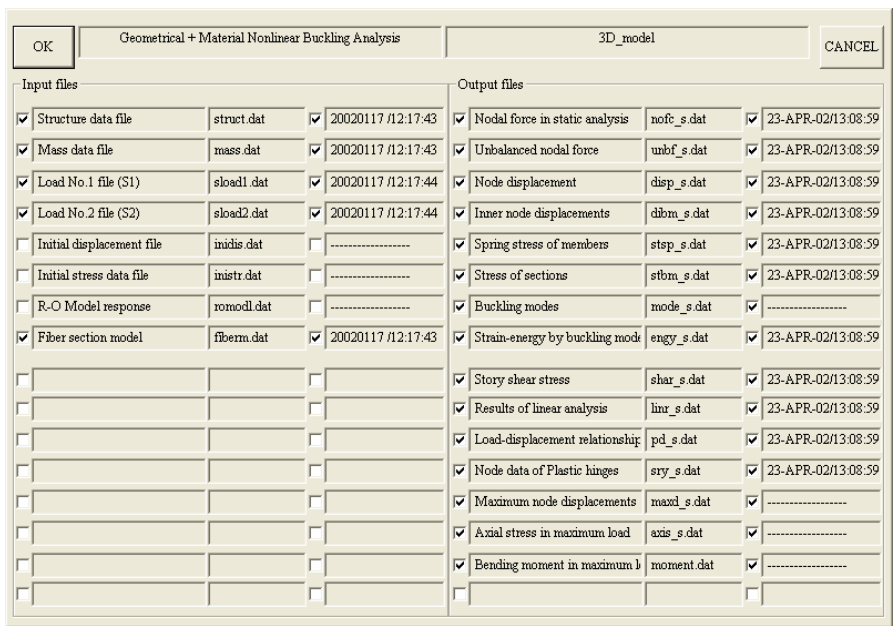 OK Geometrical + Material Nonlinear Buckling Analysis 3D_model CANCEL
Input files
Structure data file struct.dat 20020117 /12:17:43
Mass data file mass.dat 20020117 /12:17:43
Load No.1 file (S1) sload1.dat 20020117 /12:17:44
Load No.2 file (S2) sload2.dat 20020117 /12:17:44
Initial displacement file inidis.dat ------------------
Initial stress data file inistr.dat ------------------
R-O Model response romodl.dat ------------------
Fiber section model fiberm.dat 20020117 /12:17:43
Output files
Nodal force in static analysis nofc_s.dat 23-APR-02/13:08:59
Unbalanced nodal force unbf_s.dat 23-APR-02/13:08:59
Node displacement disp_s.dat 23-APR-02/13:08:59
Inner node displacements dibm_s.dat 23-APR-02/13:08:59
Spring stress of members stsp_s.dat 23-APR-02/13:08:59
Stress of sections stbm_s.dat 23-APR-02/13:08:59
Buckling modes mode_s.dat ------------------
Strain-energy by buckling mode engy_s.dat 23-APR-02/13:08:59
Story shear stress shar_s.dat 23-APR-02/13:08:59
Results of linear analysis linr_s.dat 23-APR-02/13:08:59
Load-displacement relationship pd_s.dat 23-APR-02/13:08:59
Node data of Plastic hinges sry_s.dat 23-APR-02/13:08:59
Maximum node displacements maxd_s.dat ------------------
Axial stress in maximum load axis_s.dat ------------------
Bending moment in maximum l moment.dat ------------------